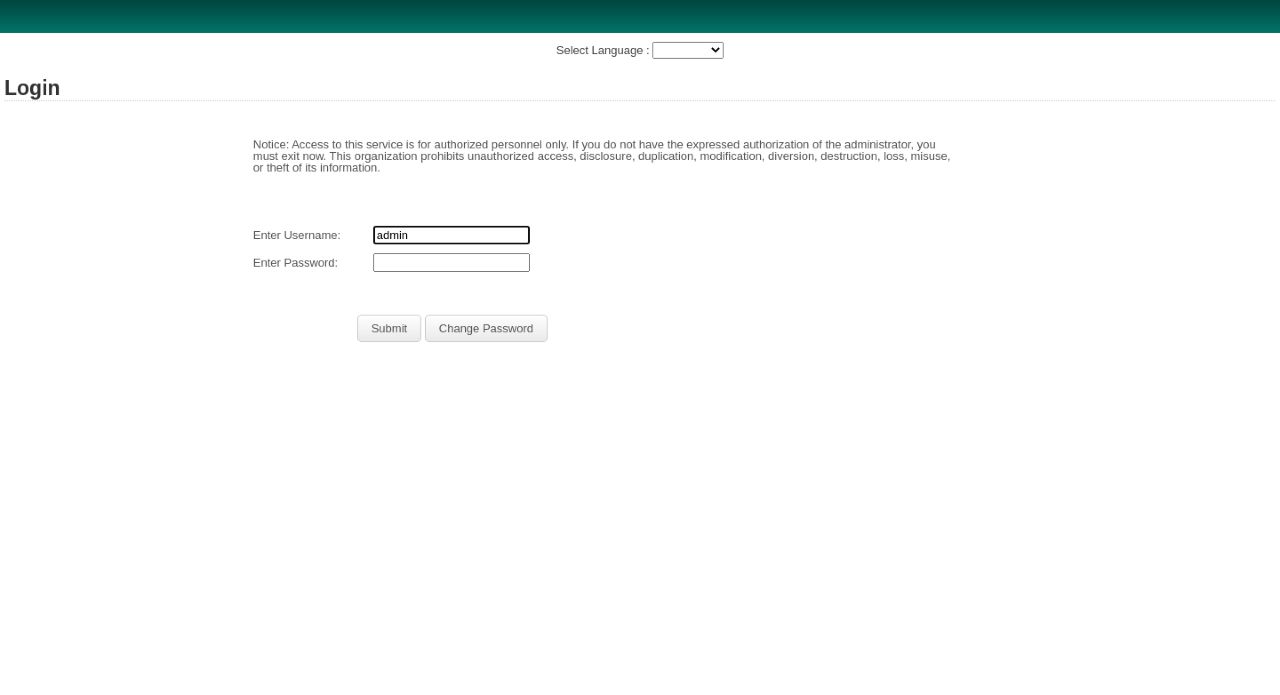 Select Language :
Login
Notice: Access to this service is for authorized personnel only. If you do not have the expressed authorization of the administrator, you
must exit now. This organization prohibits unauthorized access, disclosure, duplication, modification, diversion, destruction, loss, misuse,
or theft of its information.
Enter Username: admin
Enter Password:
Submit Change Password